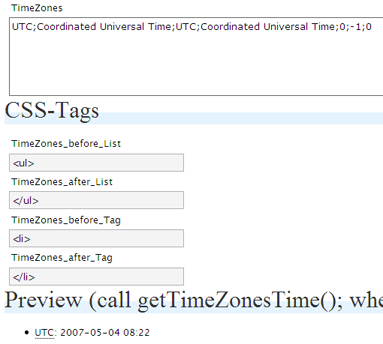 TimeZones
UTC;Coordinated Universal Time;UTC;Coordinated Universal Time;0;-1;0
CSS-Tags
TimeZones_before_List
<ul>
TimeZones_after_List
</ul>
TimeZones_before_Tag
<li>
TimeZones_after_Tag
</li>
Preview (call getTimeZonesTime(); whe
• UTC: 2007-05-04 08:22